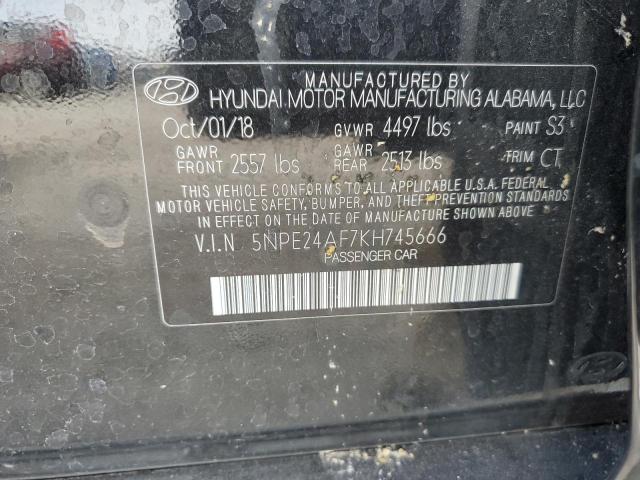 MANUFACTURED BY
HYUNDAI MOTOR MANUFACTURING ALABAMA, LLC
Oct/01/18 GVWR 4497 lbs PAINT S3
GAWR FRONT 2557 lbs GAWR REAR 2513 lbs TRIM CT
THIS VEHICLE CONFORMS TO ALL APPLICABLE U.S.A. FEDERAL
MOTOR VEHICLE SAFETY, BUMPER, AND THEFT PREVENTION STANDARDS
IN EFFECT ON THE DATE OF MANUFACTURE SHOWN ABOVE.
V.I.N. 5NPE24AF7KH745666
PASSENGER CAR